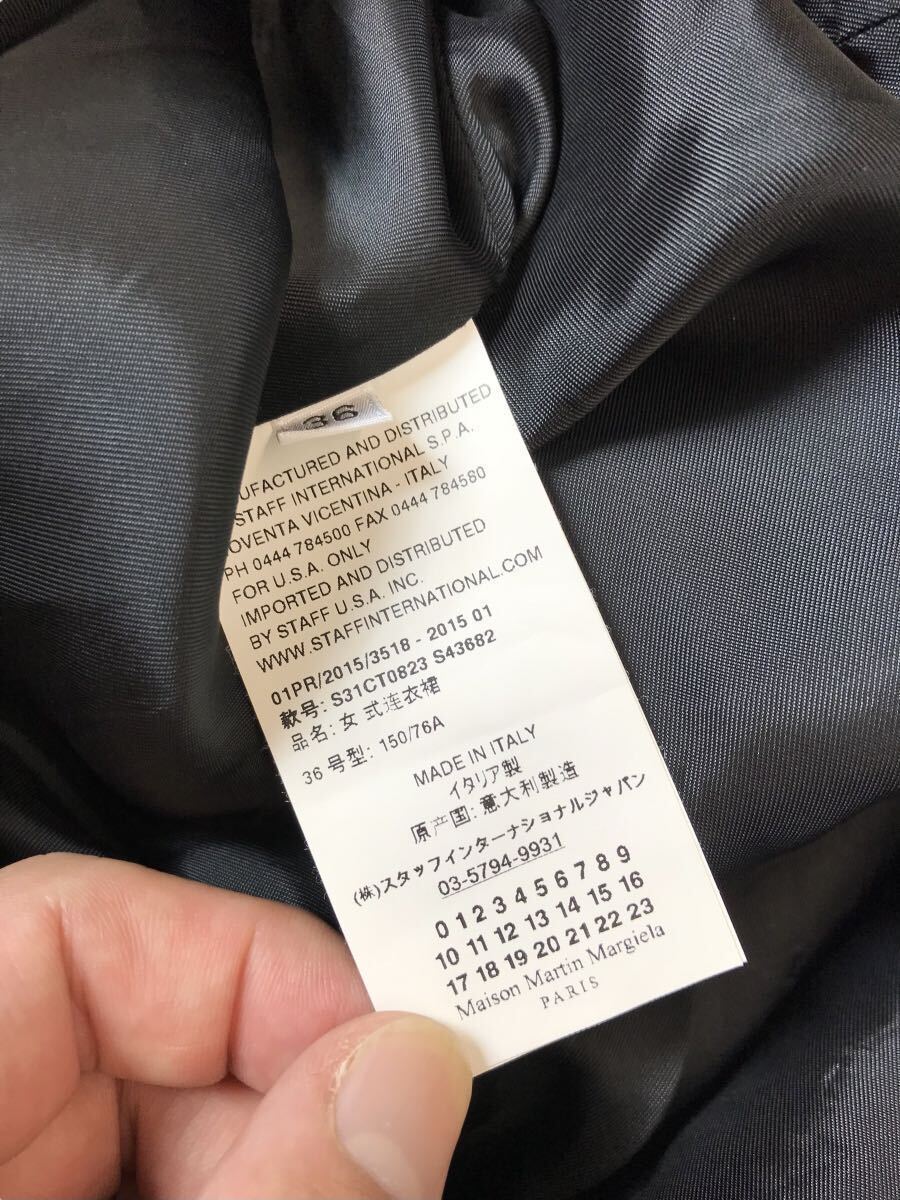 36
UFACTURED AND DISTRIBUTED
STAFF INTERNATIONAL S.P.A.
OVENTA VICENTINA - ITALY
PH 0444 784500 FAX 0444 784580
FOR U.S.A. ONLY
IMPORTED AND DISTRIBUTED
BY STAFF U.S.A. INC.
WWW.STAFFINTERNATIONAL.COM
01PR/2015/3518 - 2015 01
款号: S31CT0823 S43682
品名: 女式连衣裙
36 号型: 150/76A
MADE IN ITALY
イタリア製
原产国: 意大利製造
(株)スタッフインターナショナルジャパン
03-5794-9931
0 1 2 3 4 5 6 7 8 9
10 11 12 13 14 15 16
17 18 19 20 21 22 23
Maison Martin Margiela
PARIS